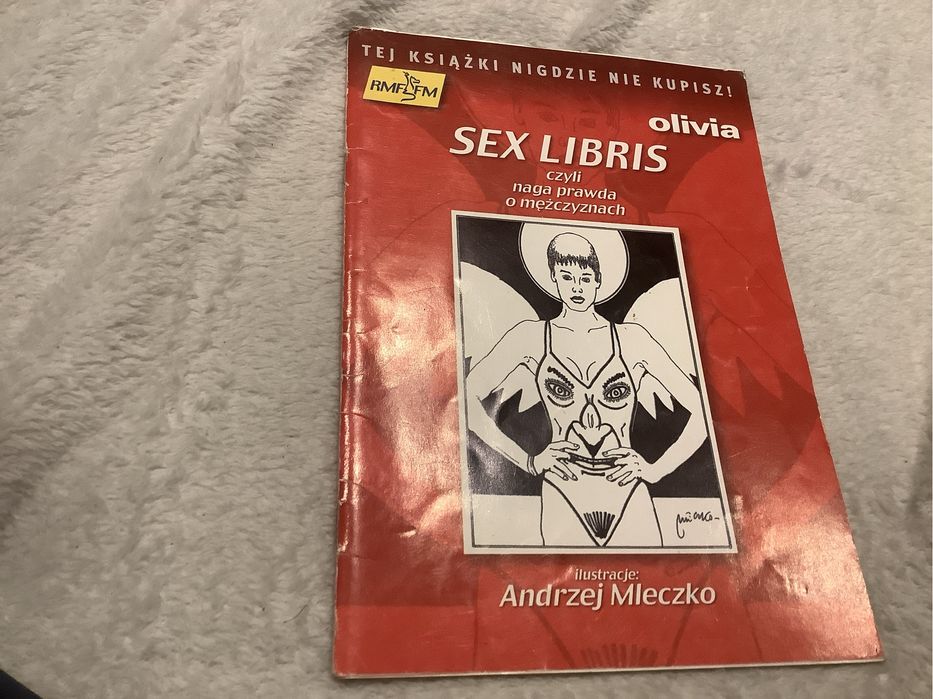 TEJ KSIĄŻKI NIGDZIE NIE KUPISZ!
RMF FM
olivia
SEX LIBRIS
czyli
naga prawda
o mężczyznach
ilustracje:
Andrzej Mleczko